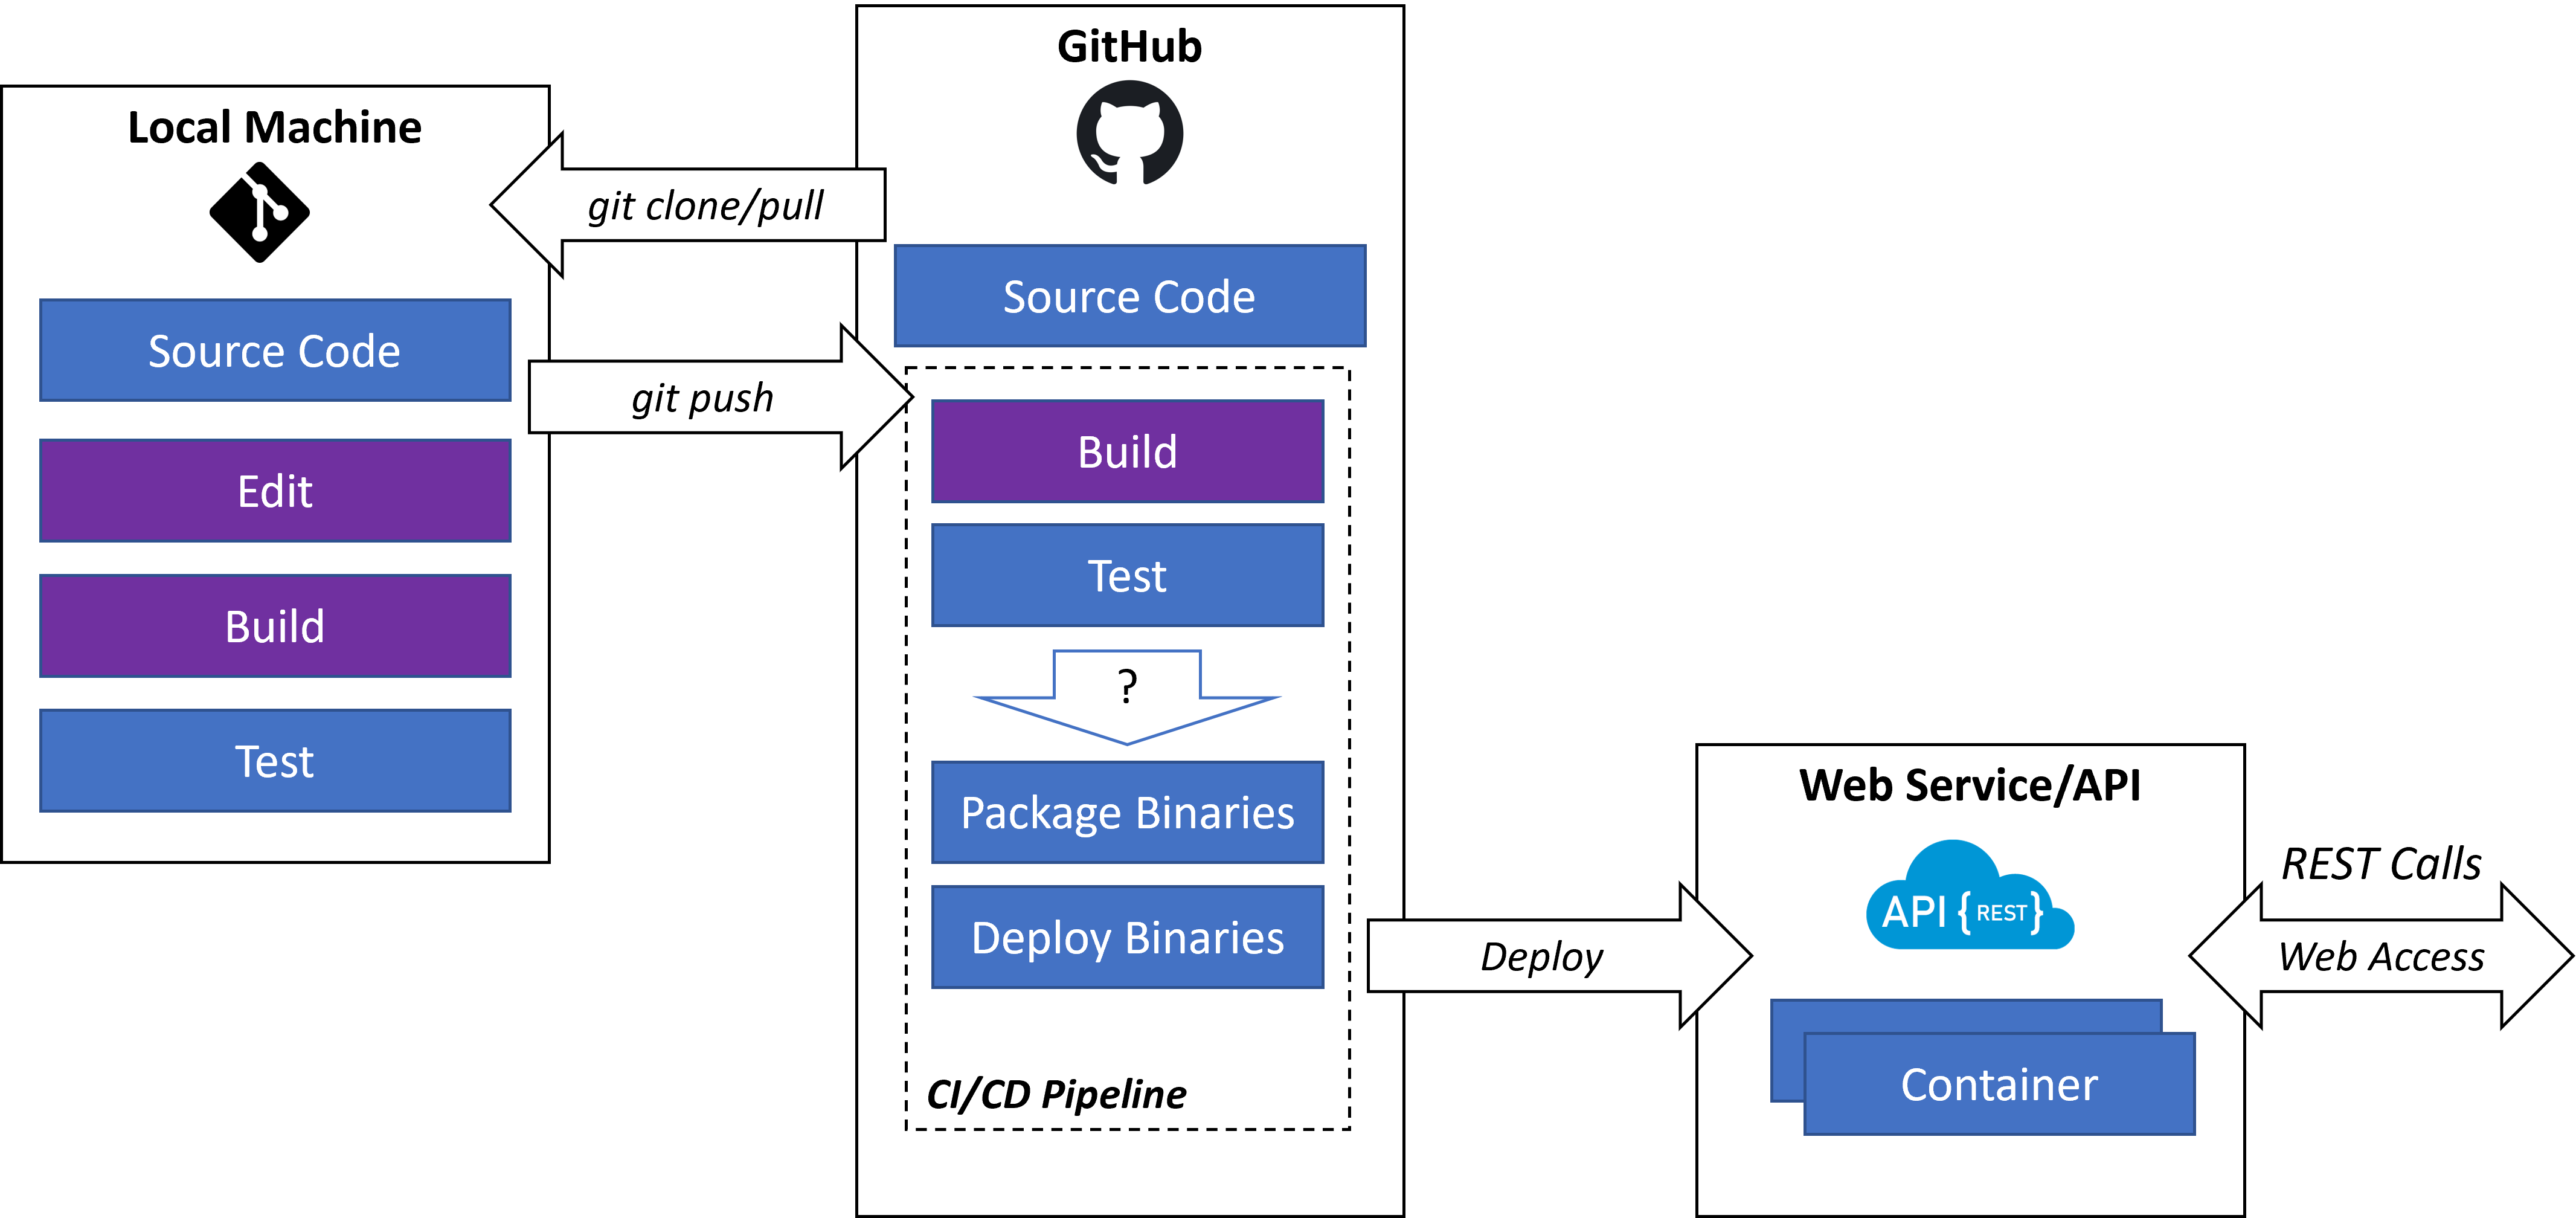 Local Machine
Source Code
Edit
Build
Test
git clone/pull
git push
GitHub
Source Code
Build
Test
?
Package Binaries
Deploy Binaries
CI/CD Pipeline
Deploy
Web Service/API
API {REST}
Container
REST Calls
Web Access